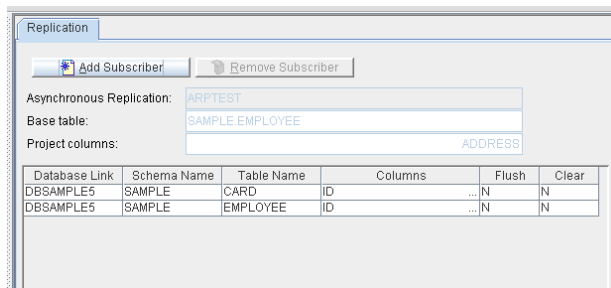 Replication
Add Subscriber Remove Subscriber
Asynchronous Replication: ARPTEST
Base table: SAMPLE.EMPLOYEE
Project columns: ADDRESS
Database Link Schema Name Table Name Columns Flush Clear
DBSAMPLE5 SAMPLE CARD ID ... N N
DBSAMPLE5 SAMPLE EMPLOYEE ID ... N N